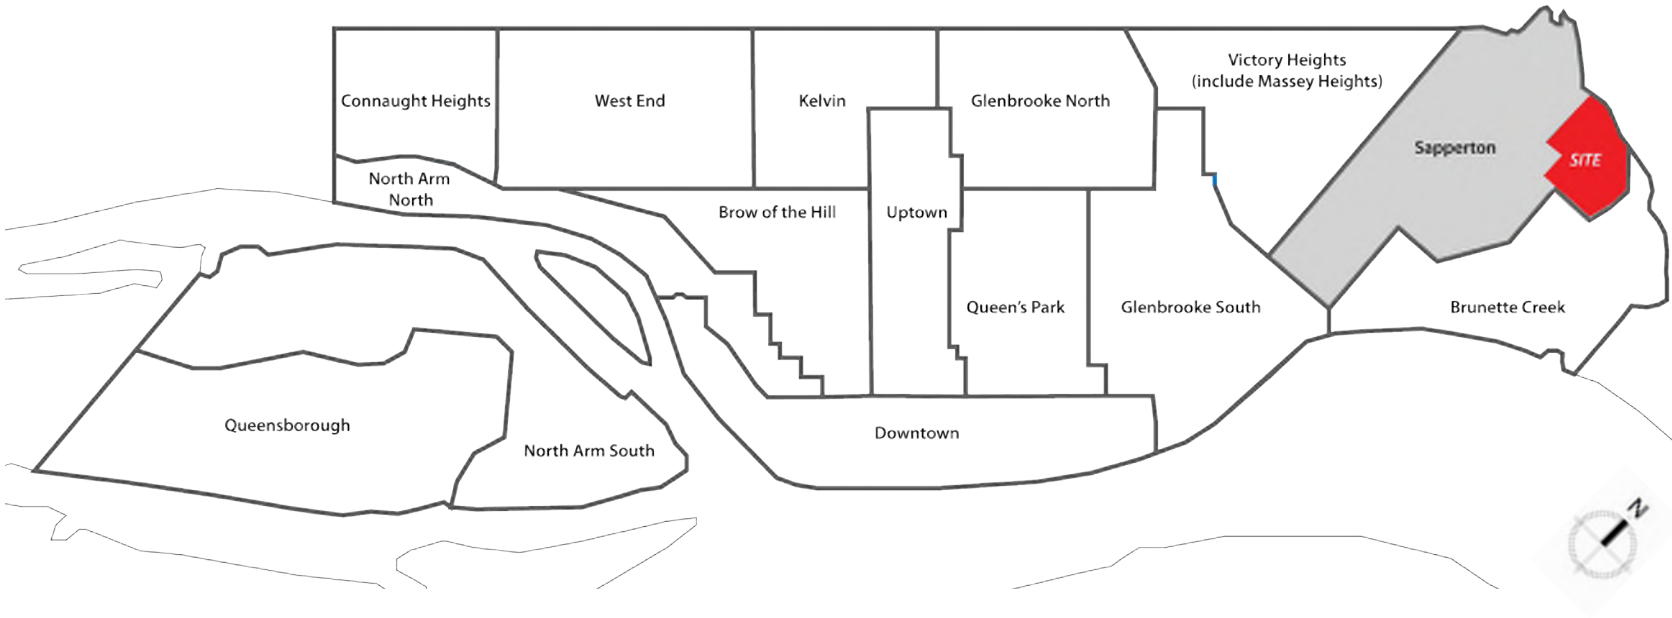 Victory Heights
(include Massey Heights)
Connaught Heights
West End
Kelvin
Glenbrooke North
Sapperton
SITE
North Arm
North
Brow of the Hill
Uptown
Queen's Park
Glenbrooke South
Brunette Creek
Queensborough
Downtown
North Arm South
N